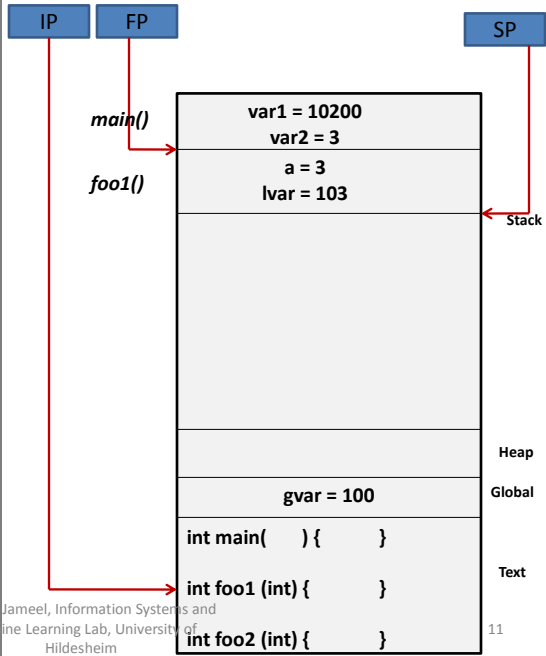 IP
FP
SP
main()
var1 = 10200
var2 = 3
foo1()
a = 3
lvar = 103
Stack
Heap
gvar = 100
Global
int main(      ) {          }
Text
int foo1 (int) {          }
Jameel, Information Systems and
ine Learning Lab, University of
Hildesheim
int foo2 (int) {          }
11